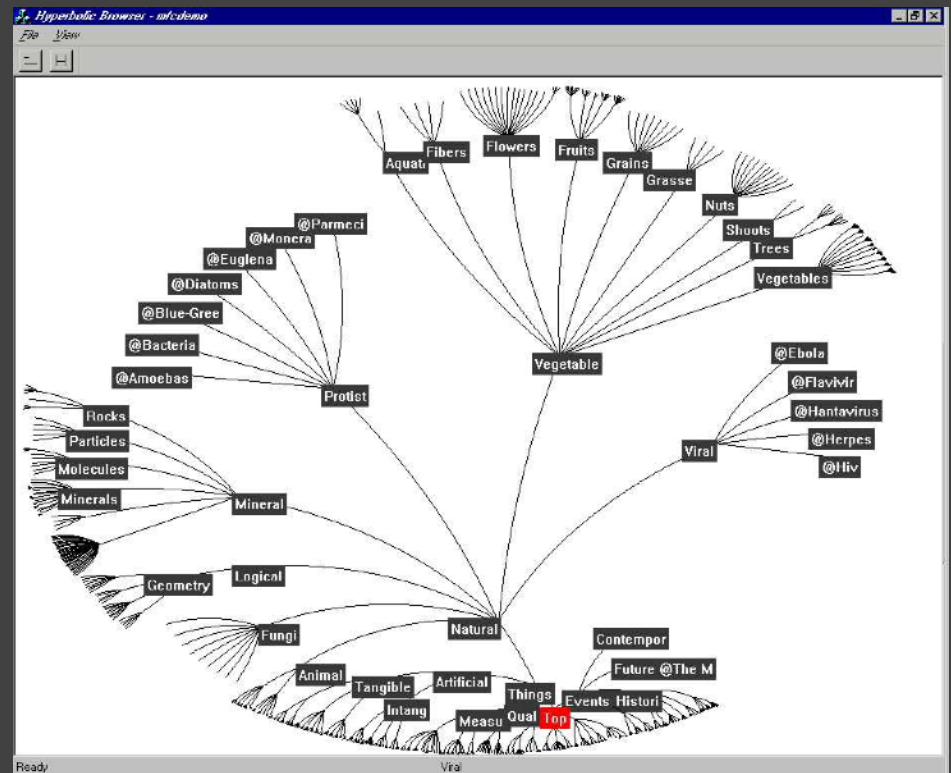 Hyperbolic Browser - mfcdemo
File View
Aquat
Fibers
Flowers
Fruits
Grains
Grasse
Nuts
Shoots
Trees
Vegetables
@Parmeci
@Monera
@Euglena
@Diatoms
@Blue-Gree
@Bacteria
@Amoebas
Protist
Vegetable
@Ebola
@Flavivir
@Hantavirus
@Herpes
@Hiv
Viral
Rocks
Particles
Molecules
Minerals
Mineral
Geometry
Logical
Fungi
Natural
Animal
Tangible
Artificial
Intang
Things
Measu
Qual
Top
Events
Histori
Contempor
Future @The M
Ready
Viral